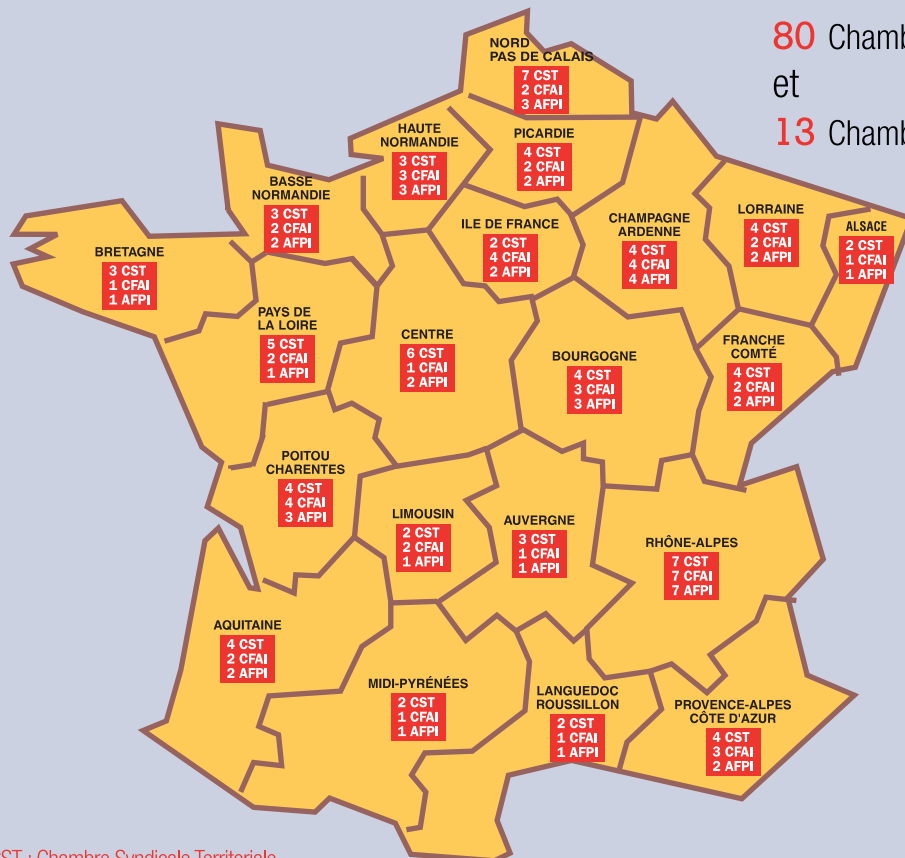 80 Chamb
et
13 Chamb
NORD
PAS DE CALAIS
7 CST
2 CFAI
3 AFPI
HAUTE
NORMANDIE
3 CST
3 CFAI
3 AFPI
PICARDIE
4 CST
2 CFAI
2 AFPI
BASSE
NORMANDIE
3 CST
2 CFAI
2 AFPI
ILE DE FRANCE
2 CST
4 CFAI
2 AFPI
CHAMPAGNE
ARDENNE
4 CST
4 CFAI
4 AFPI
LORRAINE
4 CST
2 CFAI
2 AFPI
ALSACE
2 CST
1 CFAI
1 AFPI
BRETAGNE
3 CST
1 CFAI
1 AFPI
PAYS DE
LA LOIRE
5 CST
2 CFAI
1 AFPI
CENTRE
6 CST
1 CFAI
2 AFPI
BOURGOGNE
4 CST
3 CFAI
3 AFPI
FRANCHE
COMTÉ
4 CST
2 CFAI
2 AFPI
POITOU
CHARENTES
4 CST
4 CFAI
3 AFPI
LIMOUSIN
2 CST
2 CFAI
1 AFPI
AUVERGNE
3 CST
1 CFAI
1 AFPI
RHÔNE-ALPES
7 CST
7 CFAI
7 AFPI
AQUITAINE
4 CST
2 CFAI
2 AFPI
MIDI-PYRÉNÉES
2 CST
1 CFAI
1 AFPI
LANGUEDOC
ROUSSILLON
2 CST
1 CFAI
1 AFPI
PROVENCE-ALPES
CÔTE D'AZUR
4 CST
3 CFAI
2 AFPI
ST : Chambre Syndicale Territoriale